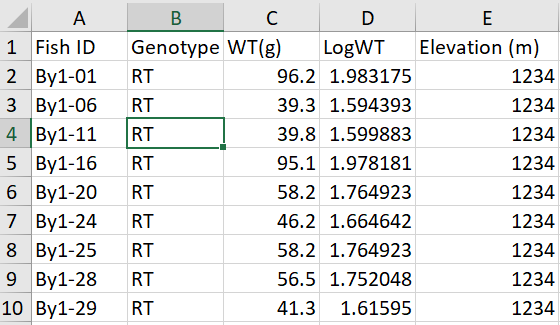 A B C D E
1 Fish ID Genotype WT(g) LogWT Elevation (m)
2 By1-01 RT 96.2 1.983175 1234
3 By1-06 RT 39.3 1.594393 1234
4 By1-11 RT 39.8 1.599883 1234
5 By1-16 RT 95.1 1.978181 1234
6 By1-20 RT 58.2 1.764923 1234
7 By1-24 RT 46.2 1.664642 1234
8 By1-25 RT 58.2 1.764923 1234
9 By1-28 RT 56.5 1.752048 1234
10 By1-29 RT 41.3 1.61595 1234